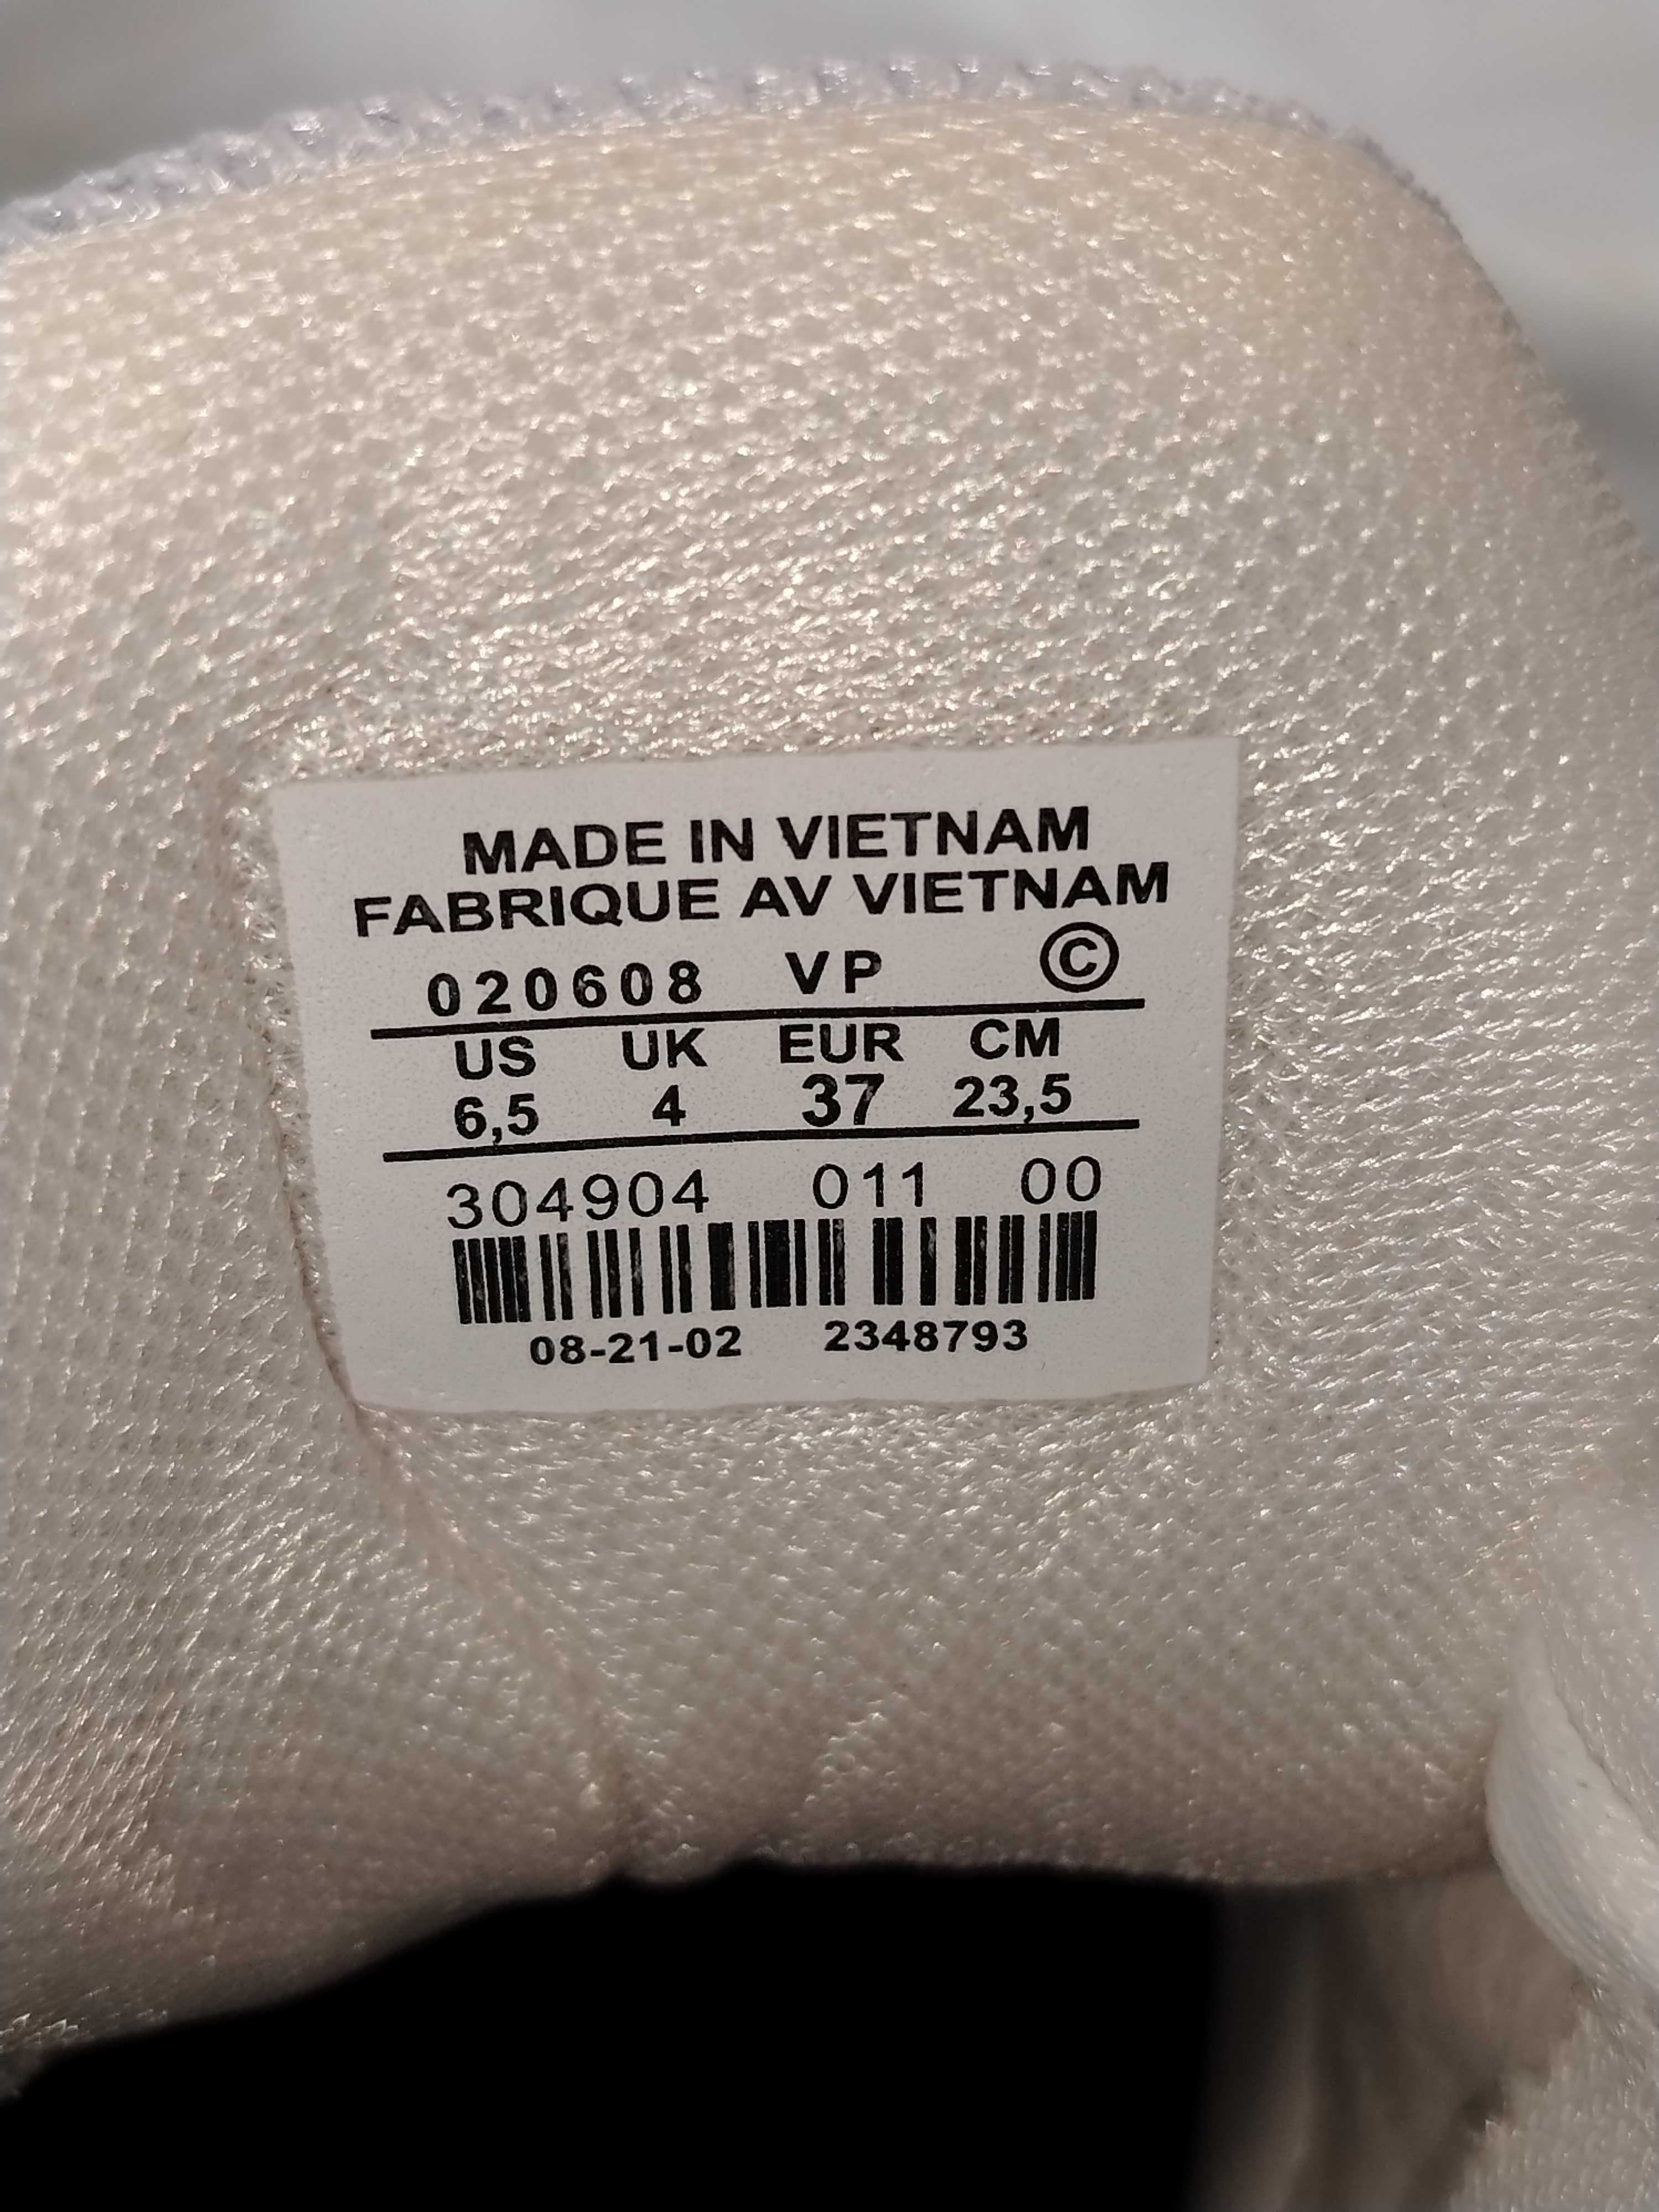 MADE IN VIETNAM
FABRIQUE AV VIETNAM
020608 VP ©
US UK EUR CM
6,5 4 37 23,5
304904 011 00
08-21-02 2348793